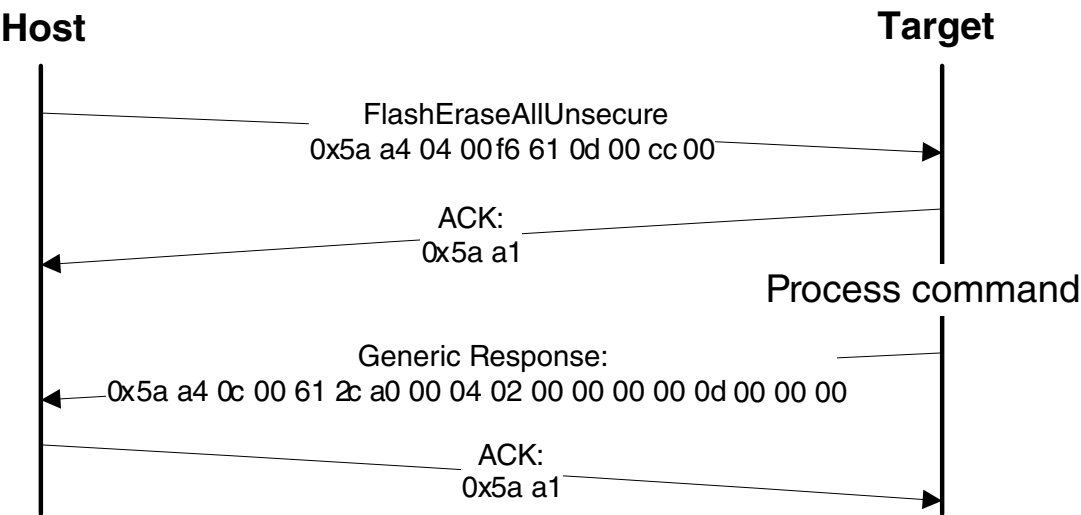 Host
Target
FlashEraseAllUnsecure
0x5a a4 04 00 f6 61 0d 00 cc 00
ACK:
0x5a a1
Process command
Generic Response:
0x5a a4 0c 00 61 2c a0 00 04 02 00 00 00 00 0d 00 00 00
ACK:
0x5a a1